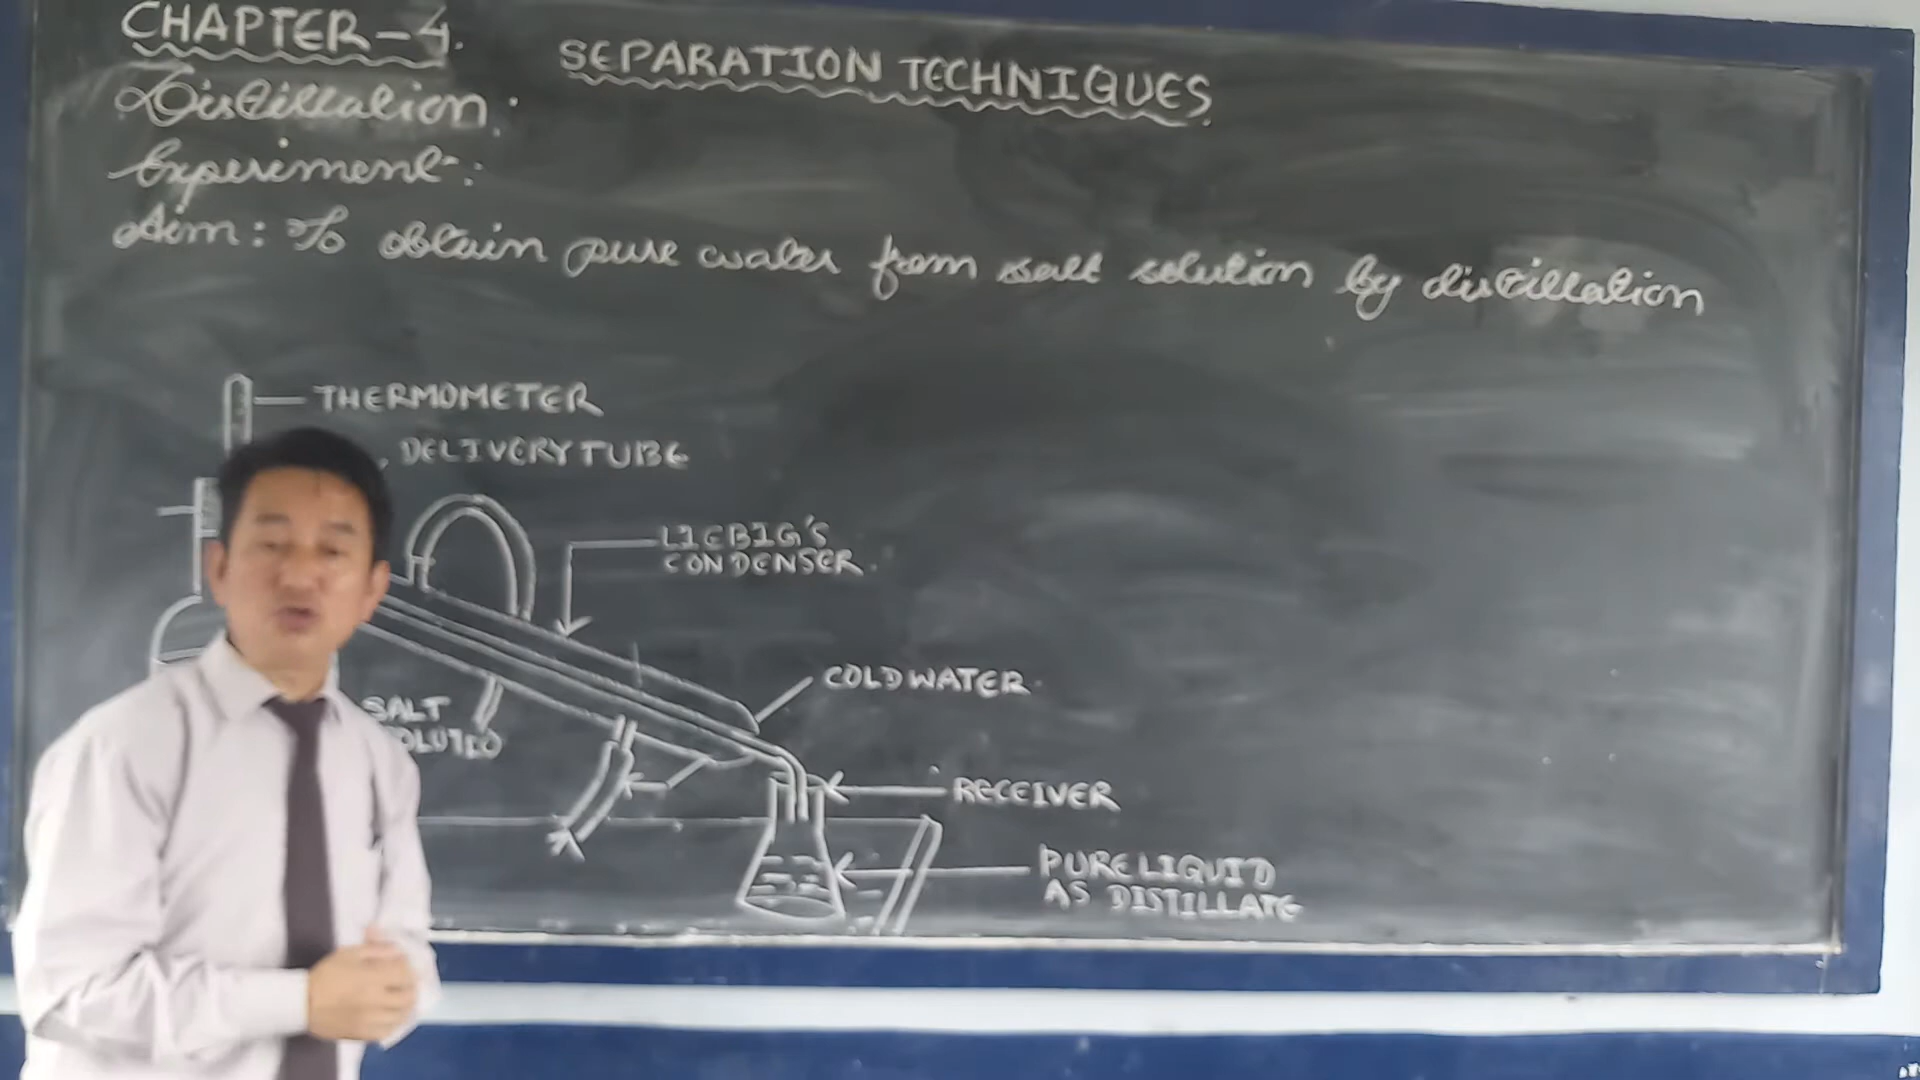 CHAPTER-4.
SEPARATION TECHNIQUES.
Distillation:
Experiment:
Aim: To obtain pure water from salt solution by distillation
THERMOMETER
DELIVERY TUBE
LIEBIG'S
CONDENSER.
COLD WATER.
SALT
RECEIVER
PURE LIQUID
AS DISTILLATE